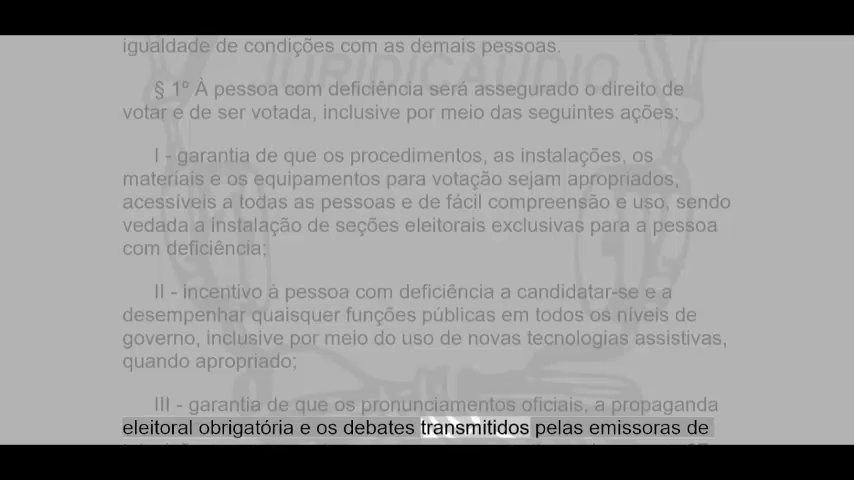 igualdade de condições com as demais pessoas.
JURIDICÁUDIO
§ 1º À pessoa com deficiência será assegurado o direito de
votar e de ser votada, inclusive por meio das seguintes ações:
I - garantia de que os procedimentos, as instalações, os
materiais e os equipamentos para votação sejam apropriados,
acessíveis a todas as pessoas e de fácil compreensão e uso, sendo
vedada a instalação de seções eleitorais exclusivas para a pessoa
com deficiência;
II - incentivo à pessoa com deficiência a candidatar-se e a
desempenhar quaisquer funções públicas em todos os níveis de
governo, inclusive por meio do uso de novas tecnologias assistivas,
quando apropriado;
III - garantia de que os pronunciamentos oficiais, a propaganda
eleitoral obrigatória e os debates transmitidos pelas emissoras de